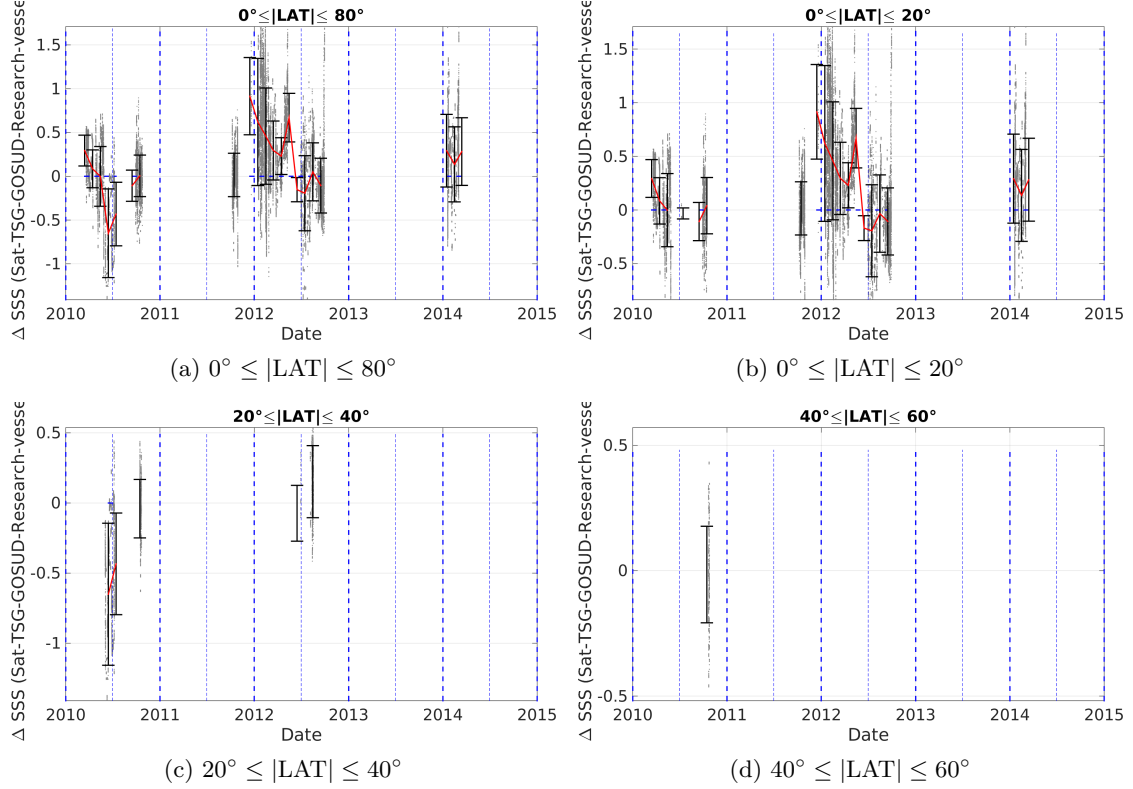 0°≤|LAT|≤ 80°
0°≤|LAT|≤ 20°
Δ SSS (Sat-TSG-GOSUD-Research-vesse
1.5
1
0.5
0
-0.5
-1
2010 2011 2012 2013 2014 2015
Date
Δ SSS (Sat-TSG-GOSUD-Research-vesse
1.5
1
0.5
0
-0.5
2010 2011 2012 2013 2014 2015
Date
(a) 0° ≤ |LAT| ≤ 80°
(b) 0° ≤ |LAT| ≤ 20°
20°≤|LAT|≤ 40°
40°≤|LAT|≤ 60°
Δ SSS (Sat-TSG-GOSUD-Research-vesse
0.5
0
-0.5
-1
2010 2011 2012 2013 2014 2015
Date
Δ SSS (Sat-TSG-GOSUD-Research-vesse
0.5
0
-0.5
2010 2011 2012 2013 2014 2015
Date
(c) 20° ≤ |LAT| ≤ 40°
(d) 40° ≤ |LAT| ≤ 60°